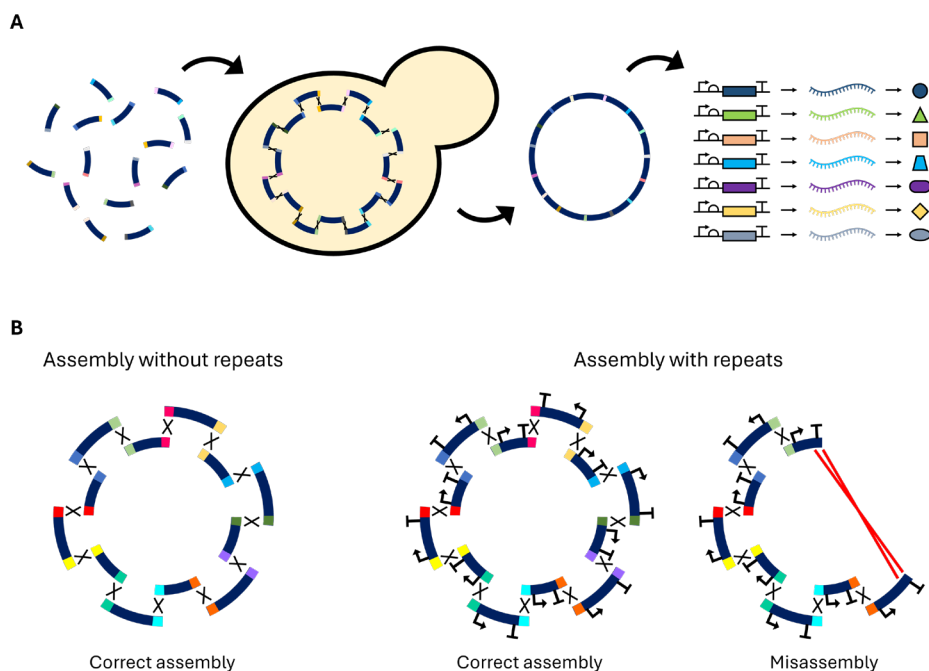 A
B
Assembly without repeats
Assembly with repeats
Correct assembly
Correct assembly
Misassembly